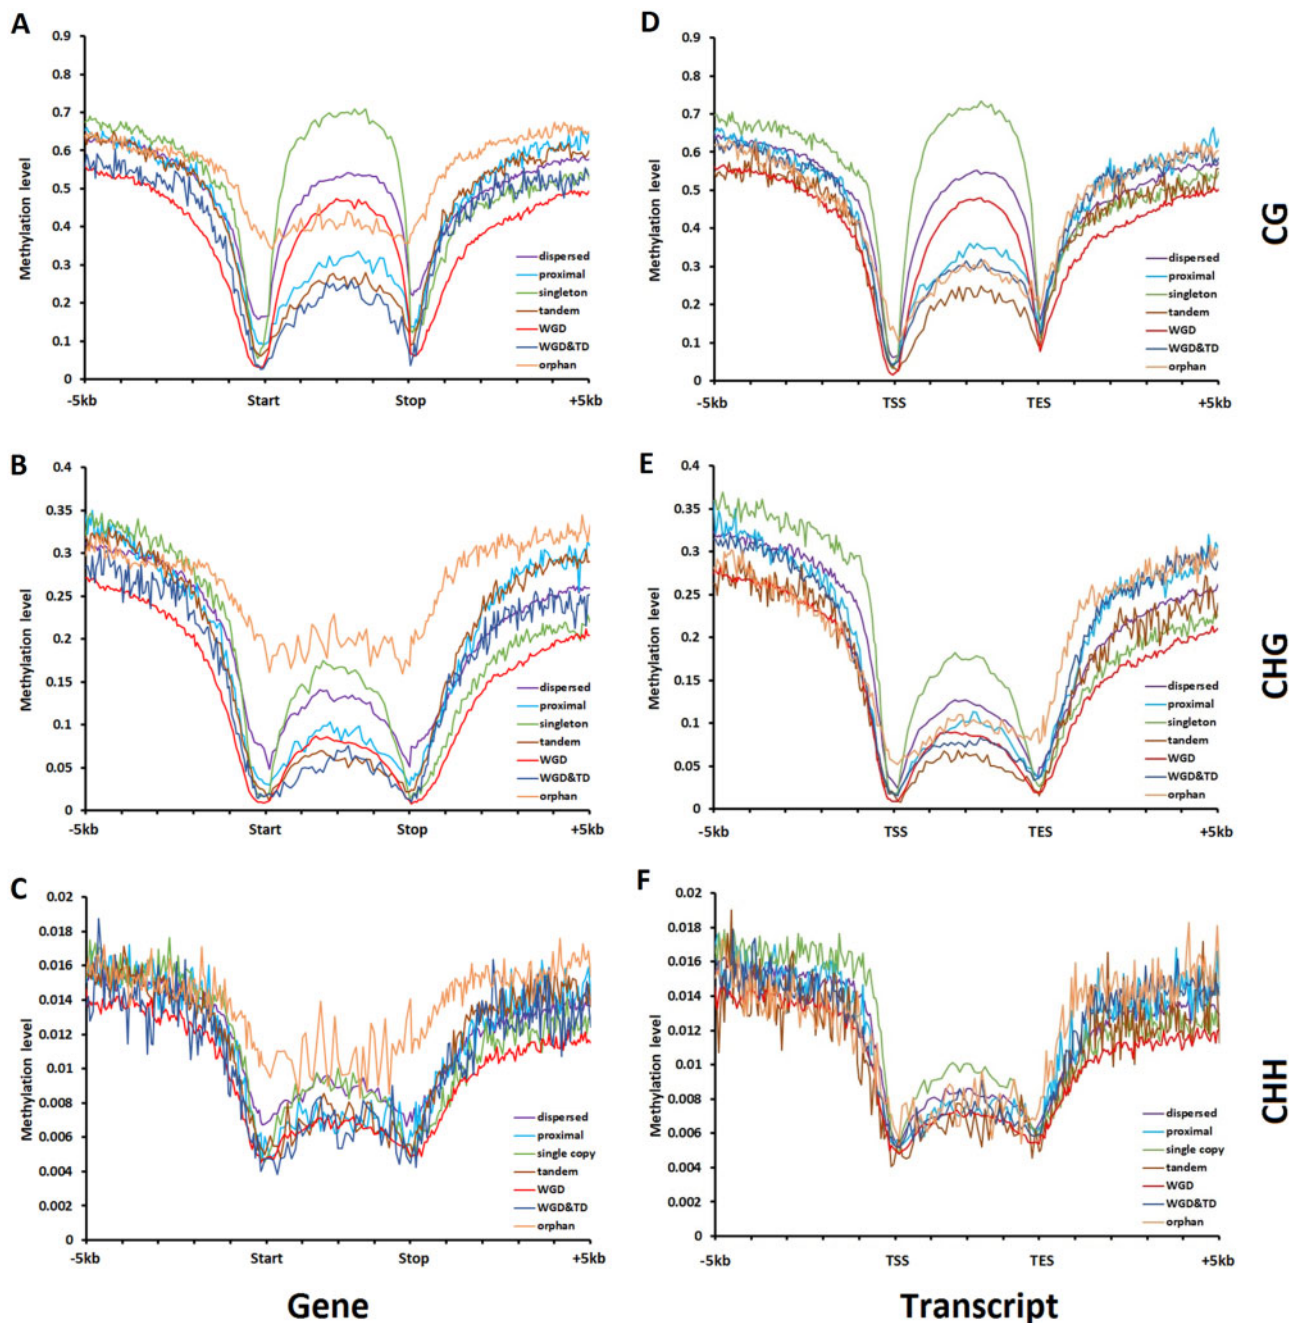 A
0.9
0.8
0.7
0.6
0.5
0.4
0.3
0.2
0.1
0
Methylation level
-5kb
Start
Stop
+5kb
dispersed
proximal
singleton
tandem
WGD
WGD&TD
orphan
D
0.9
0.8
0.7
0.6
0.5
0.4
0.3
0.2
0.1
0
Methylation level
-5kb
TSS
TES
+5kb
dispersed
proximal
singleton
tandem
WGD
WGD&TD
orphan
CG
B
0.4
0.35
0.3
0.25
0.2
0.15
0.1
0.05
0
Methylation level
-5kb
Start
Stop
+5kb
dispersed
proximal
singleton
tandem
WGD
WGD&TD
orphan
E
0.4
0.35
0.3
0.25
0.2
0.15
0.1
0.05
0
Methylation level
-5kb
TSS
TES
+5kb
dispersed
proximal
singleton
tandem
WGD
WGD&TD
orphan
CHG
C
0.02
0.018
0.016
0.014
0.012
0.01
0.008
0.006
0.004
0.002
0
Methylation level
-5kb
Start
Stop
+5kb
dispersed
proximal
single copy
tandem
WGD
WGD&TD
orphan
F
0.02
0.018
0.016
0.014
0.012
0.01
0.008
0.006
0.004
0.002
0
Methylation level
-5kb
TSS
TES
+5kb
dispersed
proximal
single copy
tandem
WGD
WGD&TD
orphan
CHH
Gene
Transcript